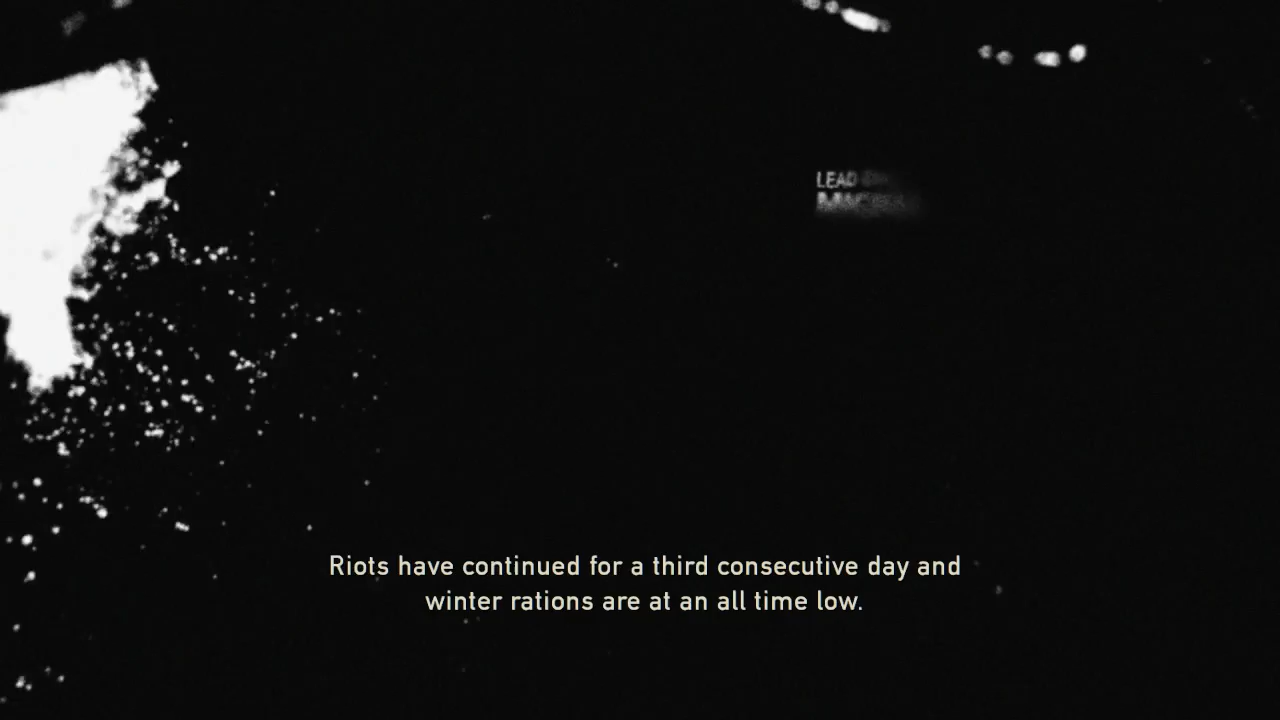 LEAD
Riots have continued for a third consecutive day and
winter rations are at an all time low.